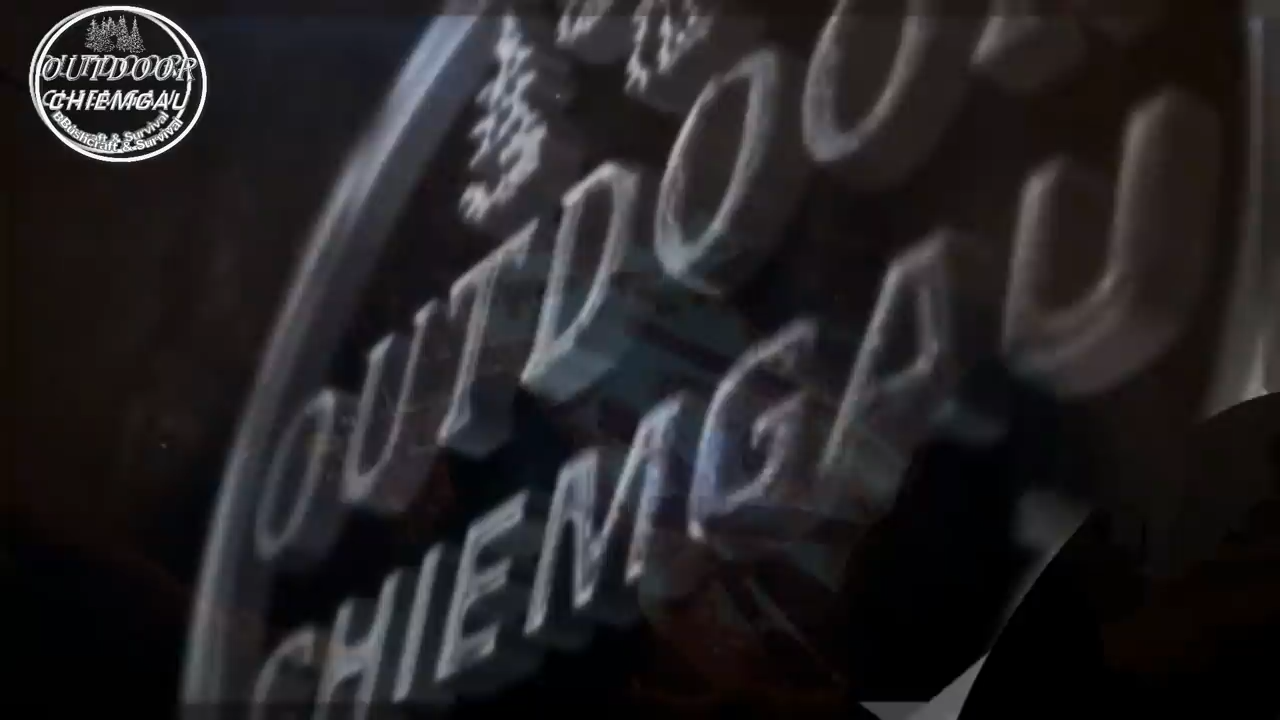 OUTDOOR
CHIEMGAU
Bushcraft & Survival
OUTDOOR
CHIEMGAU